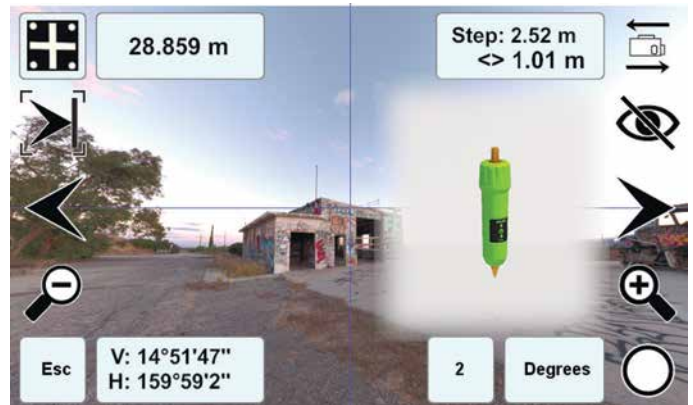 28.859 m
Step: 2.52 m
<> 1.01 m
Esc
V: 14°51'47"
H: 159°59'2"
2
Degrees